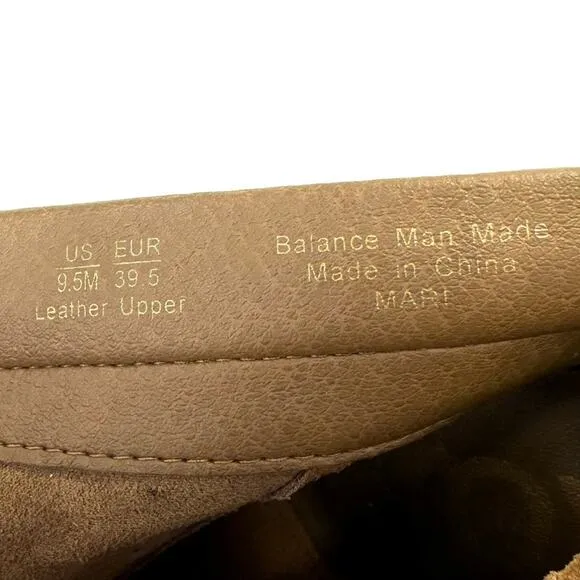 US EUR
9.5M 39.5
Leather Upper
Balance Man Made
Made in China
MARI